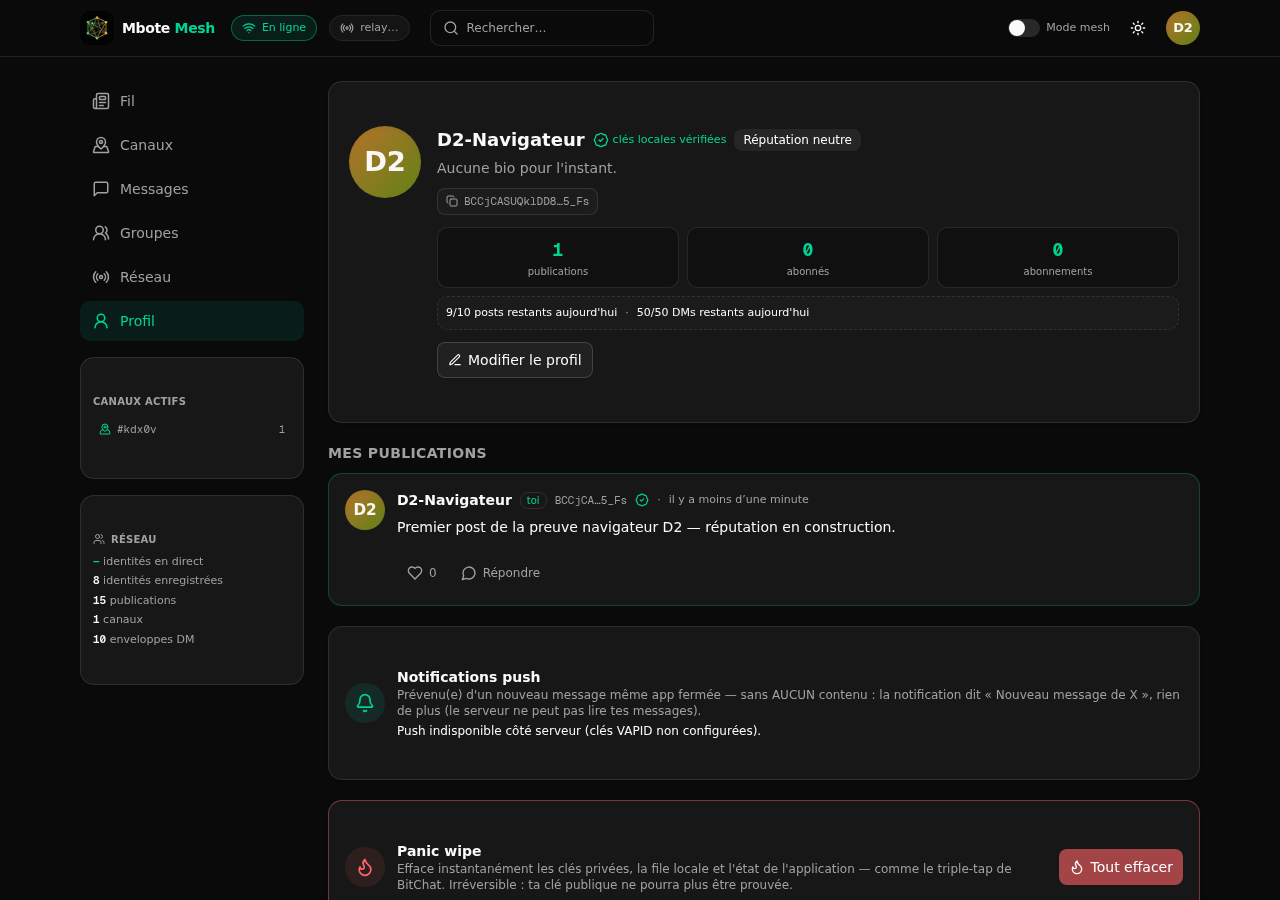 Mbote Mesh
En ligne
relay…
Rechercher…
Mode mesh
D2
Fil
Canaux
Messages
Groupes
Réseau
Profil
CANAUX ACTIFS
#kdx0v 1
RÉSEAU
— identités en direct
8 identités enregistrées
15 publications
1 canaux
10 enveloppes DM
D2
D2-Navigateur clés locales vérifiées Réputation neutre
Aucune bio pour l'instant.
BCCjCASUQklDD8…5_Fs
1 0 0
publications abonnés abonnements
9/10 posts restants aujourd'hui · 50/50 DMs restants aujourd'hui
Modifier le profil
MES PUBLICATIONS
D2
D2-Navigateur toi BCCjCA…5_Fs · il y a moins d’une minute
Premier post de la preuve navigateur D2 — réputation en construction.
0 Répondre
Notifications push
Prévenu(e) d'un nouveau message même app fermée — sans AUCUN contenu : la notification dit « Nouveau message de X », rien
de plus (le serveur ne peut pas lire tes messages).
Push indisponible côté serveur (clés VAPID non configurées).
Panic wipe
Efface instantanément les clés privées, la file locale et l'état de l'application — comme le triple-tap de
BitChat. Irréversible : ta clé publique ne pourra plus être prouvée.
Tout effacer